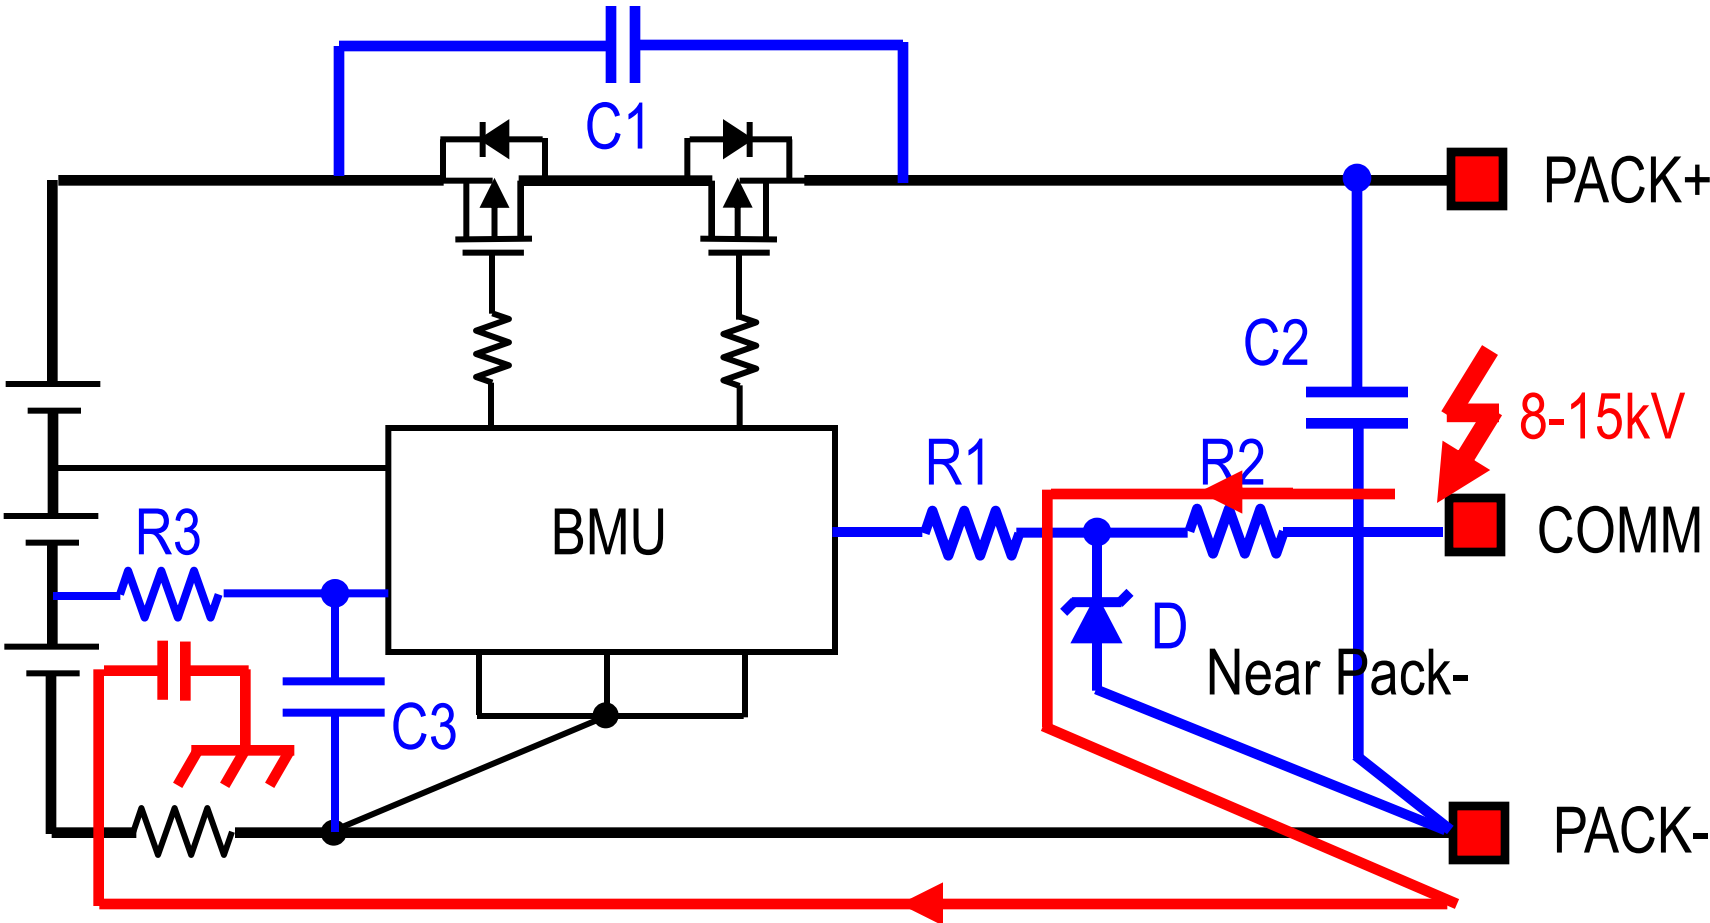 C1
PACK+
C2
8-15kV
R1
R2
R3
BMU
COMM
D
Near Pack-
C3
PACK-